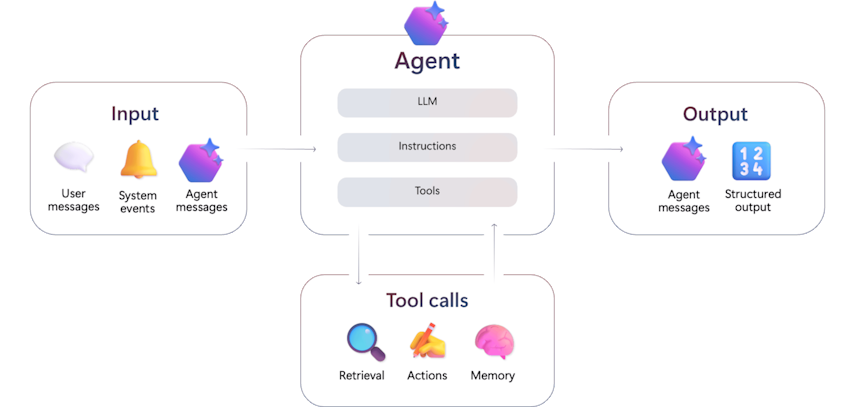 Agent
LLM
Instructions
Tools
Input
User
messages
System
events
Agent
messages
Output
Agent
messages
1 2
3 4
Structured
output
Tool calls
Retrieval
Actions
Memory